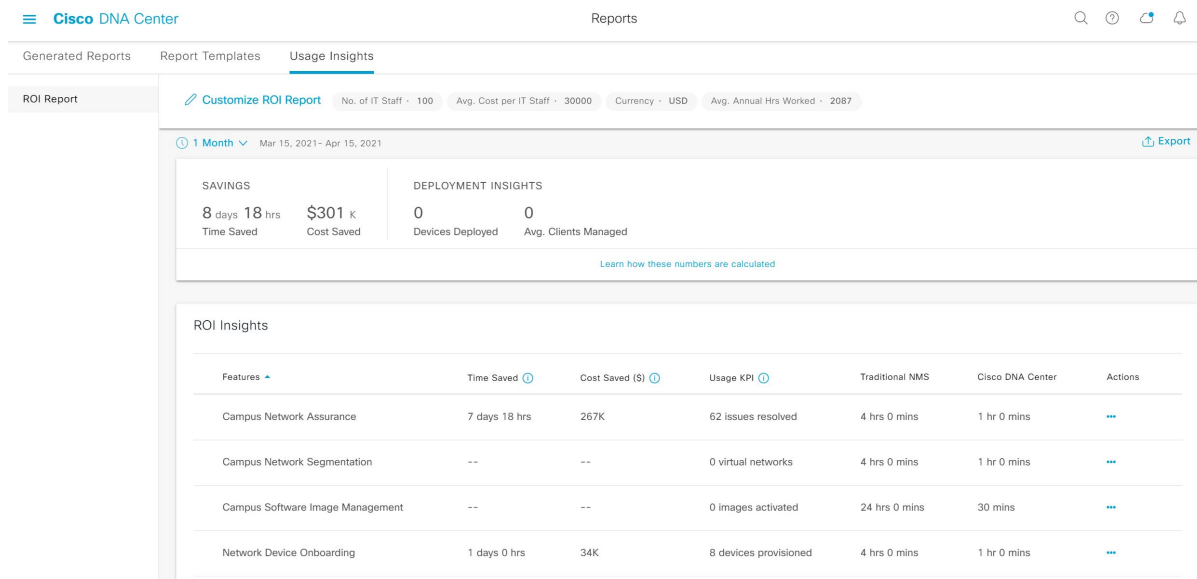 Cisco DNA Center
Reports
Generated Reports Report Templates Usage Insights
ROI Report
Customize ROI Report No. of IT Staff · 100 Avg. Cost per IT Staff · 30000 Currency · USD Avg. Annual Hrs Worked · 2087
1 Month Mar 15, 2021- Apr 15, 2021 Export
SAVINGS DEPLOYMENT INSIGHTS
8 days 18 hrs $301 K 0 0
Time Saved Cost Saved Devices Deployed Avg. Clients Managed
Learn how these numbers are calculated
ROI Insights
Features Time Saved Cost Saved ($) Usage KPI Traditional NMS Cisco DNA Center Actions
Campus Network Assurance 7 days 18 hrs 267K 62 issues resolved 4 hrs 0 mins 1 hr 0 mins
Campus Network Segmentation -- -- 0 virtual networks 4 hrs 0 mins 1 hr 0 mins
Campus Software Image Management -- -- 0 images activated 24 hrs 0 mins 30 mins
Network Device Onboarding 1 days 0 hrs 34K 8 devices provisioned 4 hrs 0 mins 1 hr 0 mins